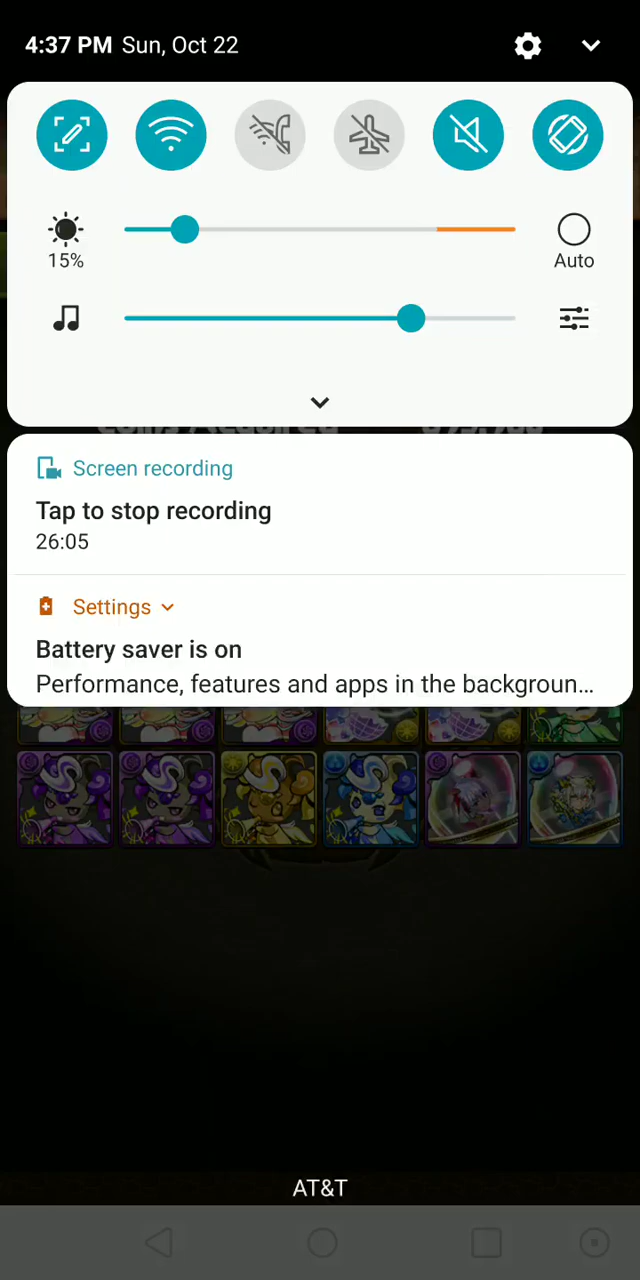 4:37 PM Sun, Oct 22
15%
Auto
Screen recording
Tap to stop recording
26:05
Settings
Battery saver is on
Performance, features and apps in the backgroun...
AT&T